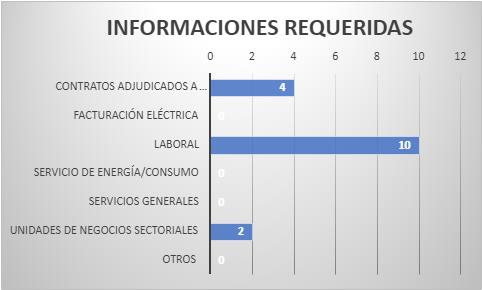 INFORMACIONES REQUERIDAS
0 2 4 6 8 10 12
CONTRATOS ADJUDICADOS A ... 4
FACTURACIÓN ELÉCTRICA 0
LABORAL 10
SERVICIO DE ENERGÍA/CONSUMO 0
SERVICIOS GENERALES 0
UNIDADES DE NEGOCIOS SECTORIALES 2
OTROS 0